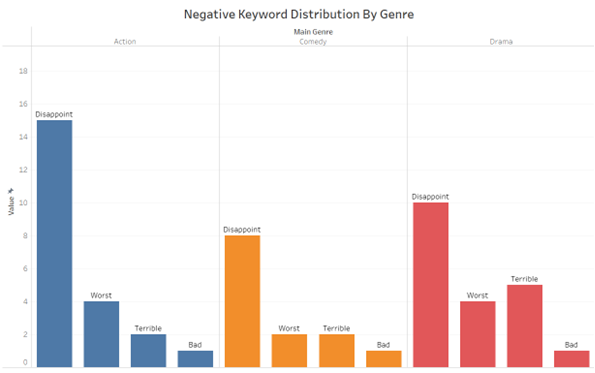 Negative Keyword Distribution By Genre
Main Genre
Action Comedy Drama
Value
18
16
14
12
10
8
6
4
2
0
Disappoint
Worst
Terrible
Bad
Disappoint
Worst
Terrible
Bad
Disappoint
Worst
Terrible
Bad